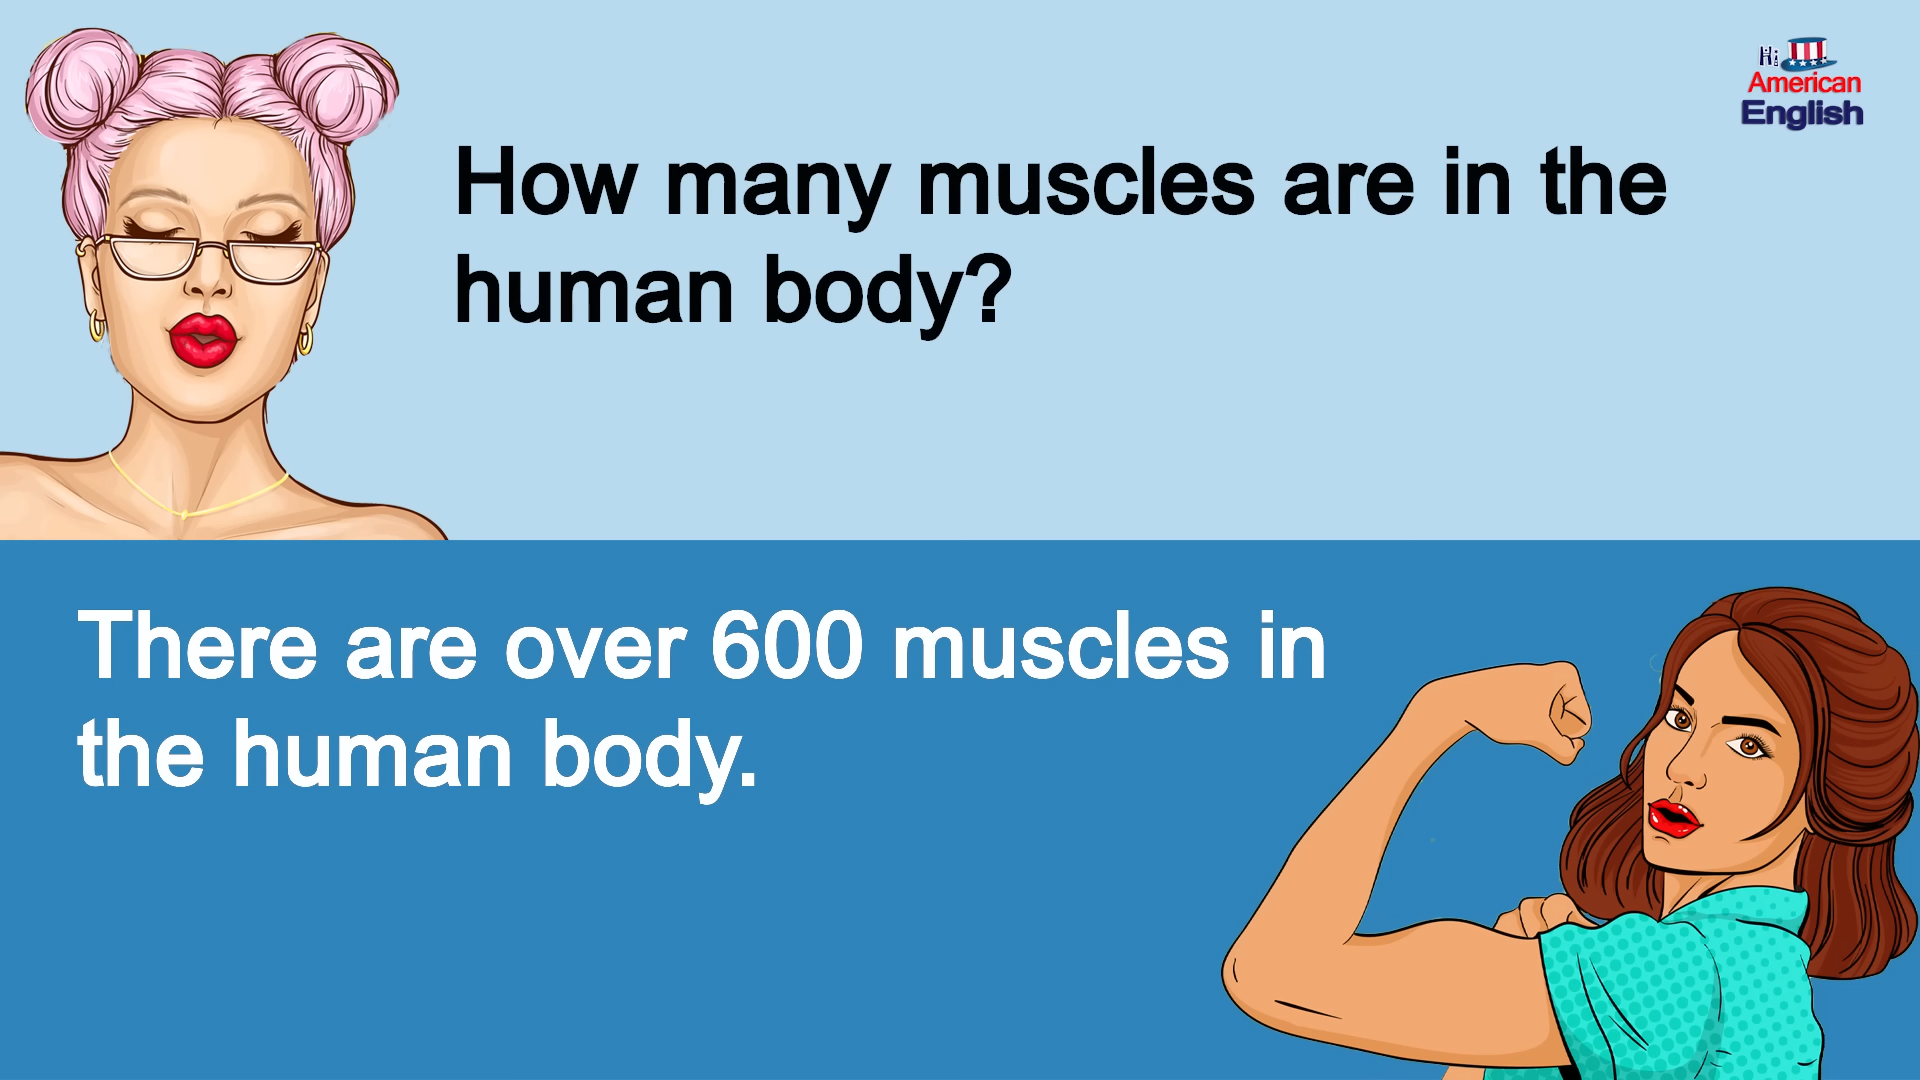 Hi
American
English
How many muscles are in the
human body?
There are over 600 muscles in
the human body.